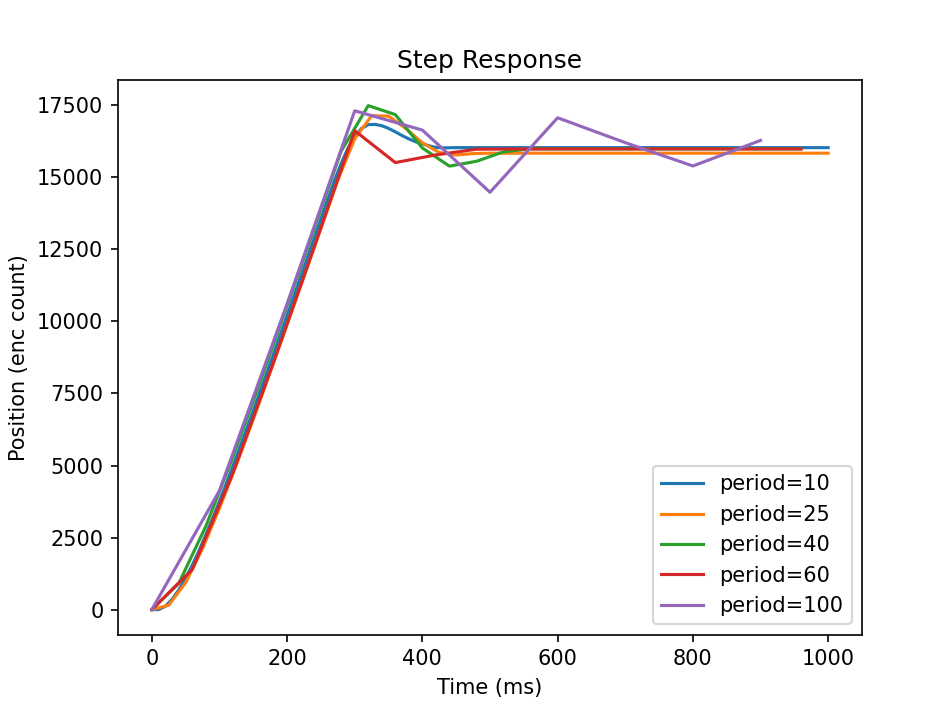 Step Response
Position (enc count)
17500
15000
12500
10000
7500
5000
2500
0
period=10
period=25
period=40
period=60
period=100
0 200 400 600 800 1000
Time (ms)